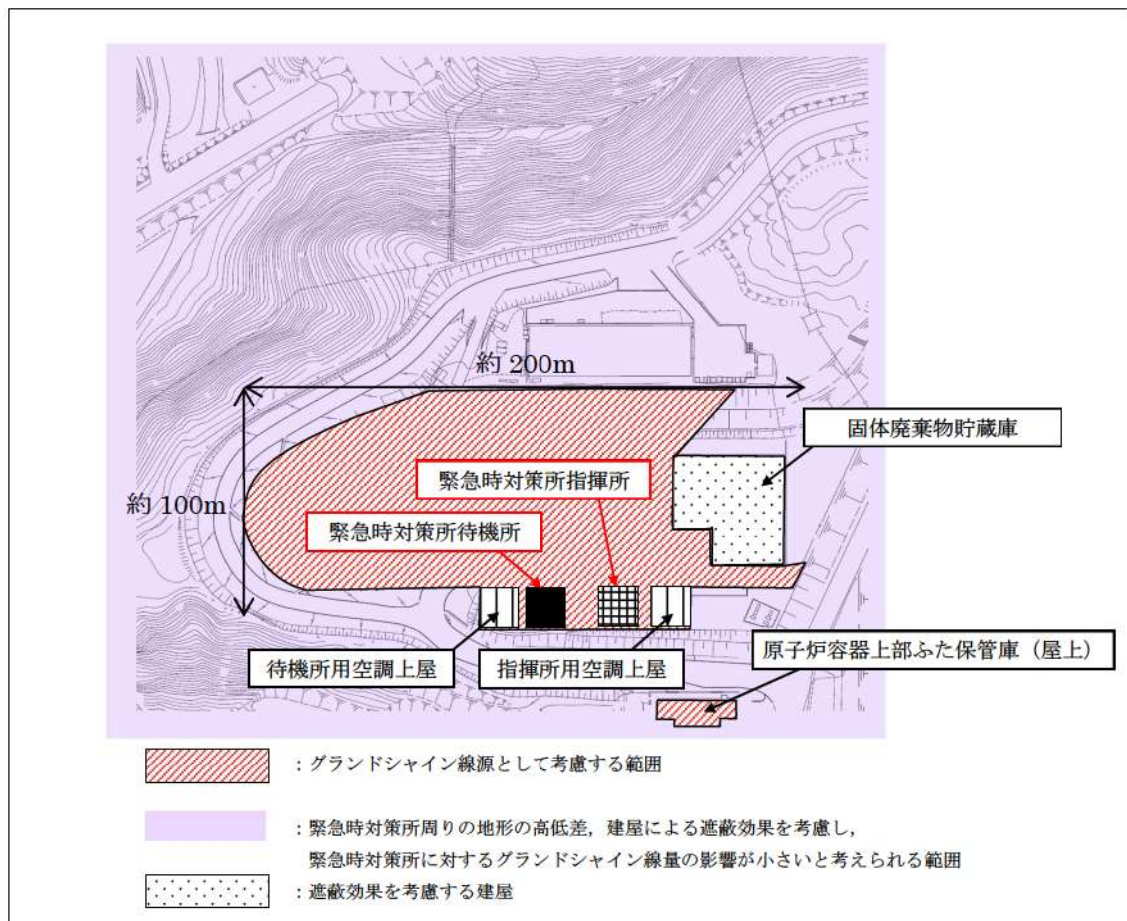 約 200m
固体廃棄物貯蔵庫
緊急時対策所指揮所
約 100m
緊急時対策所待機所
待機所用空調上屋
指揮所用空調上屋
原子炉容器上部ふた保管庫（屋上）
：グランドシャイン線源として考慮する範囲
：緊急時対策所周りの地形の高低差，建屋による遮蔽効果を考慮し，
緊急時対策所に対するグランドシャイン線量の影響が小さいと考えられる範囲
：遮蔽効果を考慮する建屋